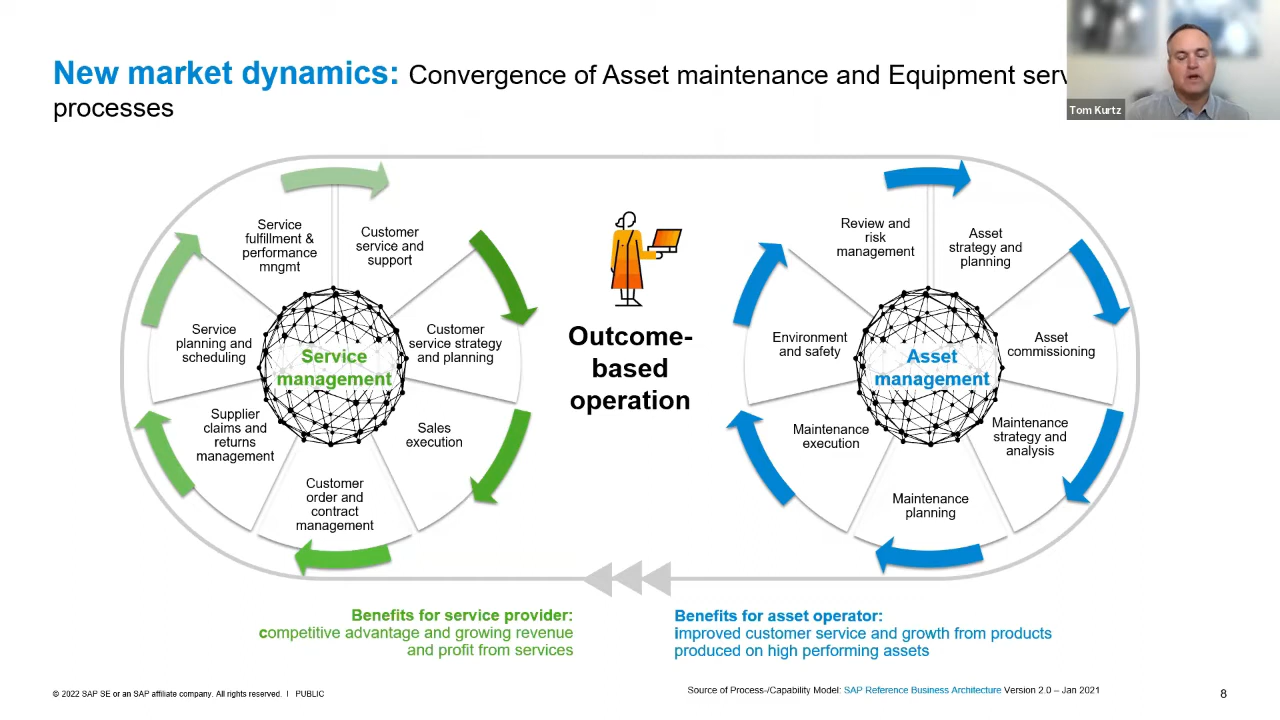 New market dynamics: Convergence of Asset maintenance and Equipment serv
processes
Tom Kurtz
Service
fulfillment &
performance
mngmt
Customer
service and
support
Customer
service strategy
and planning
Sales
execution
Customer
order and
contract
management
Supplier
claims and
returns
management
Service
planning and
scheduling
Service
management
Outcome-
based
operation
Review and
risk
management
Asset
strategy and
planning
Asset
commissioning
Maintenance
strategy and
analysis
Maintenance
planning
Maintenance
execution
Environment
and safety
Asset
management
Benefits for service provider:
competitive advantage and growing revenue
and profit from services
Benefits for asset operator:
improved customer service and growth from products
produced on high performing assets
© 2022 SAP SE or an SAP affiliate company. All rights reserved. I PUBLIC
Source of Process-/Capability Model: SAP Reference Business Architecture Version 2.0 – Jan 2021
8